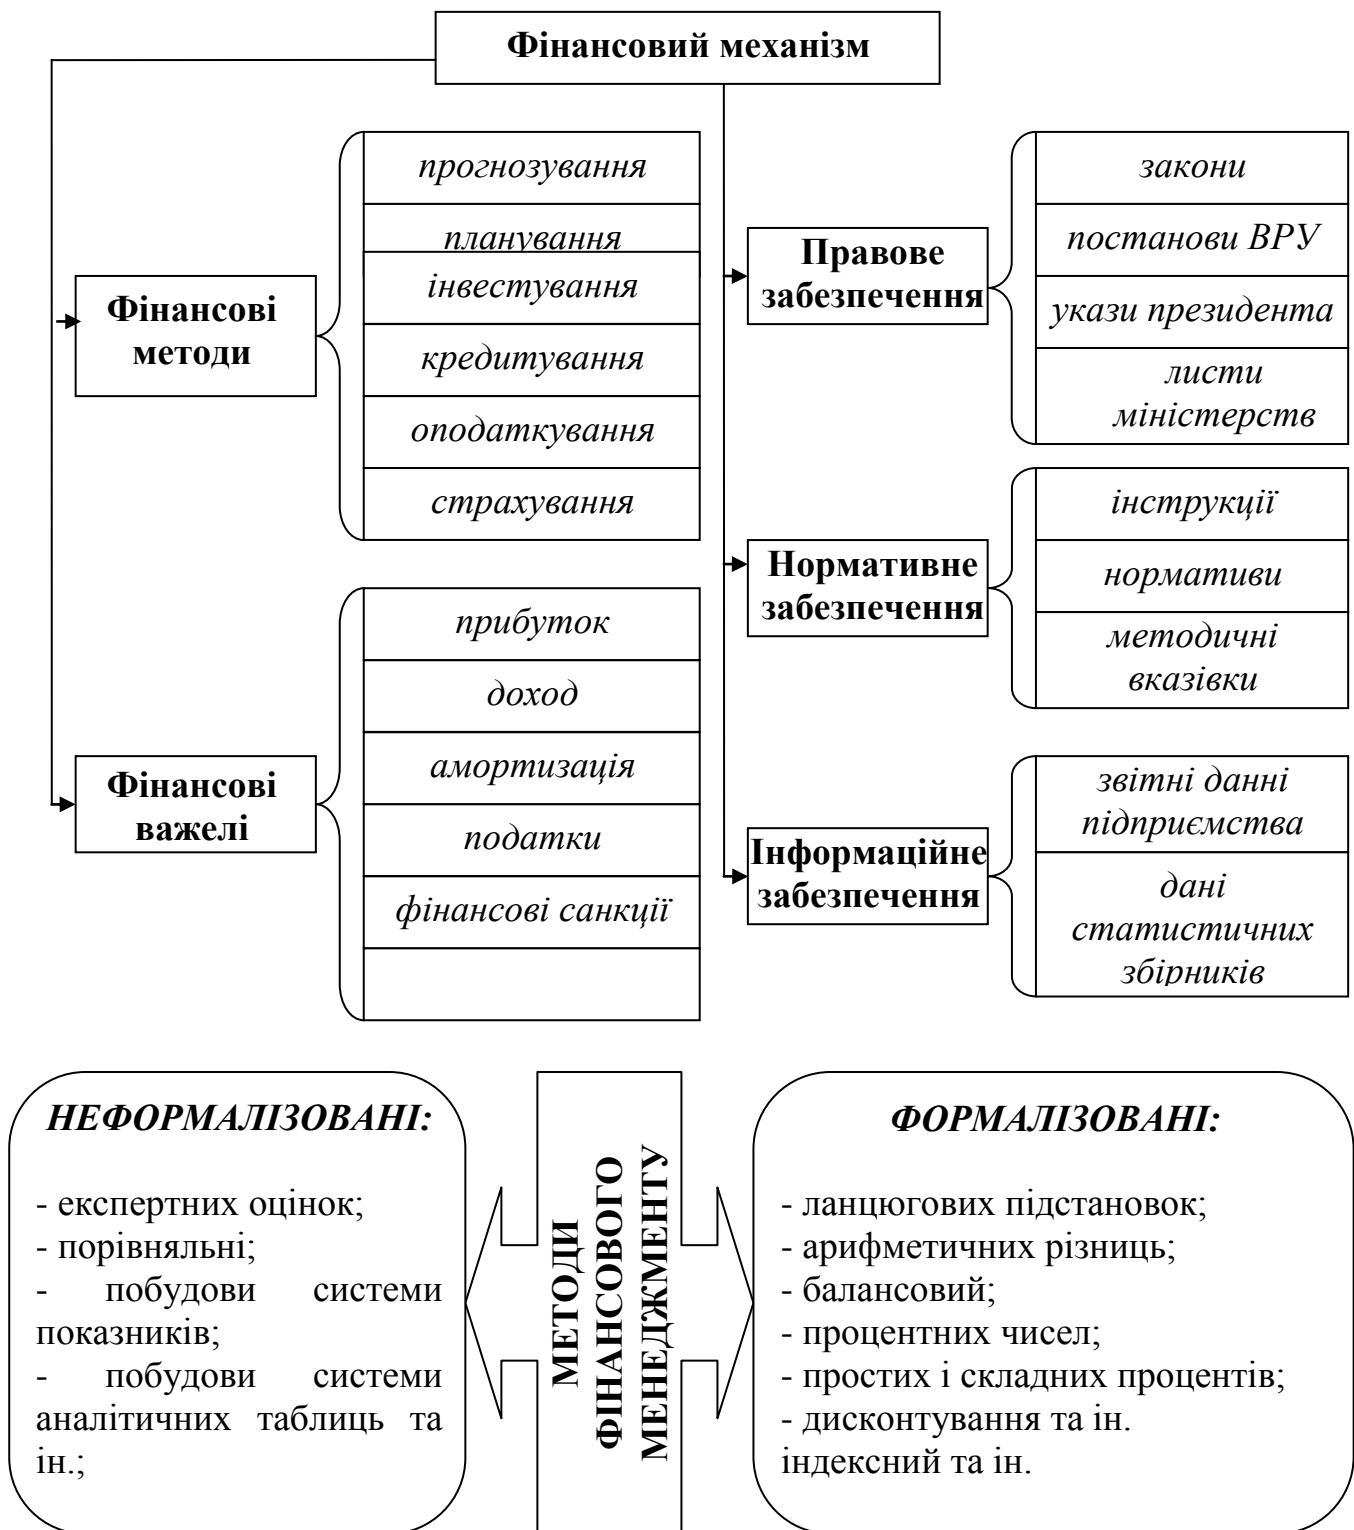 Фінансовий механізм
прогнозування
планування
інвестування
кредитування
оподаткування
страхування
Фінансові
методи
прибуток
доход
амортизація
податки
фінансові санкції
Фінансові
важелі
закони
постанови ВРУ
укази президента
листи
міністерств
Правове
забезпечення
інструкції
нормативи
методичні
вказівки
Нормативне
забезпечення
звітні данні
підприємства
дані
статистичних
збірників
Інформаційне
забезпечення
НЕФОРМАЛІЗОВАНІ:
- експертних оцінок;
- порівняльні;
- побудови системи
показників;
- побудови системи
аналітичних таблиць та
ін.;
МЕТОДИ
ФІНАНСОВОГО
МЕНЕДЖМЕНТУ
ФОРМАЛІЗОВАНІ:
- ланцюгових підстановок;
- арифметичних різниць;
- балансовий;
- процентних чисел;
- простих і складних процентів;
- дисконтування та ін.
індексний та ін.